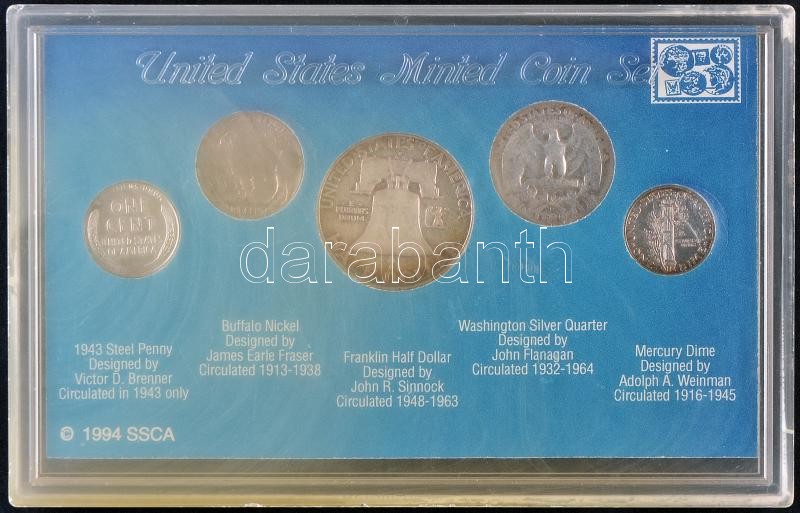 United States Minted Coin Set
ONE
CENT
UNITED STATES
OF AMERICA
UNITED STATES OF AMERICA
E
PLURIBUS
UNUM
darabanth
1943 Steel Penny
Designed by
Victor D. Brenner
Circulated in 1943 only
Buffalo Nickel
Designed by
James Earle Fraser
Circulated 1913-1938
Franklin Half Dollar
Designed by
John R. Sinnock
Circulated 1948-1963
Washington Silver Quarter
Designed by
John Flanagan
Circulated 1932-1964
Mercury Dime
Designed by
Adolph A. Weinman
Circulated 1916-1945
© 1994 SSCA